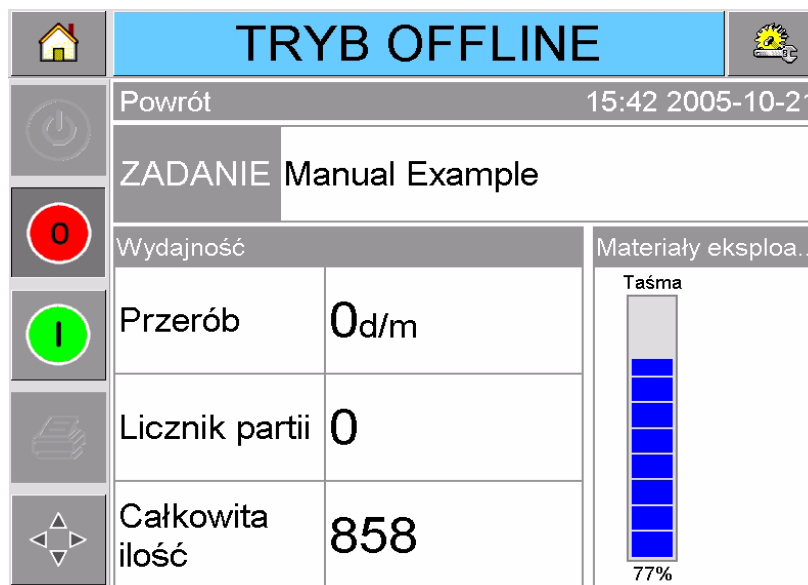 TRYB OFFLINE
Powrót 15:42 2005-10-21
ZADANIE Manual Example
0
Wydajność
Materiały eksploa..
Taśma
I
Przerób 0d/m
Licznik partii 0
Całkowita
ilość
858
77%